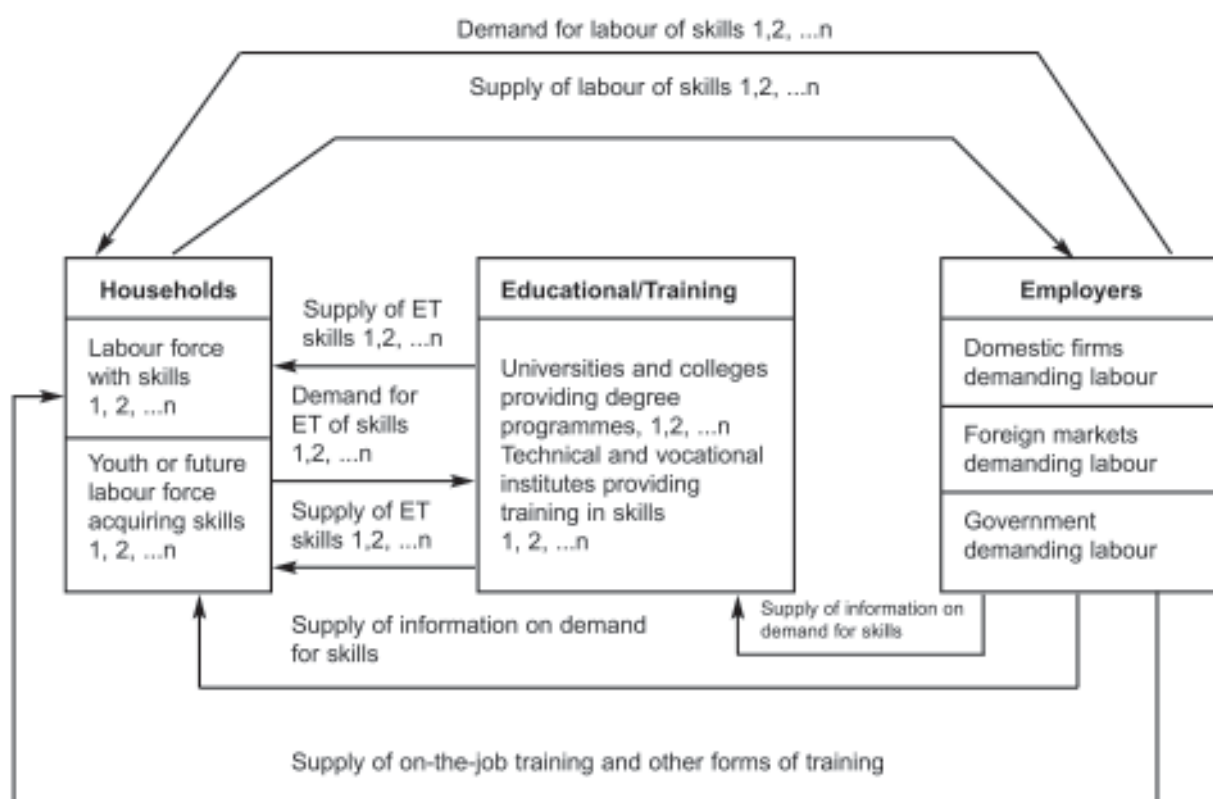 Demand for labour of skills 1,2, ...n
Supply of labour of skills 1,2, ...n
Households
Labour force
with skills
1, 2, ...n
Youth or future
labour force
acquiring skills
1, 2, ...n
Supply of ET
skills 1,2, ...n
Demand for
ET of skills
1,2, ...n
Supply of ET
skills 1,2, ...n
Educational/Training
Universities and colleges
providing degree
programmes, 1,2, ...n
Technical and vocational
institutes providing
training in skills
1, 2, ...n
Employers
Domestic firms
demanding labour
Foreign markets
demanding labour
Government
demanding labour
Supply of information on
demand for skills
Supply of information on demand
for skills
Supply of on-the-job training and other forms of training